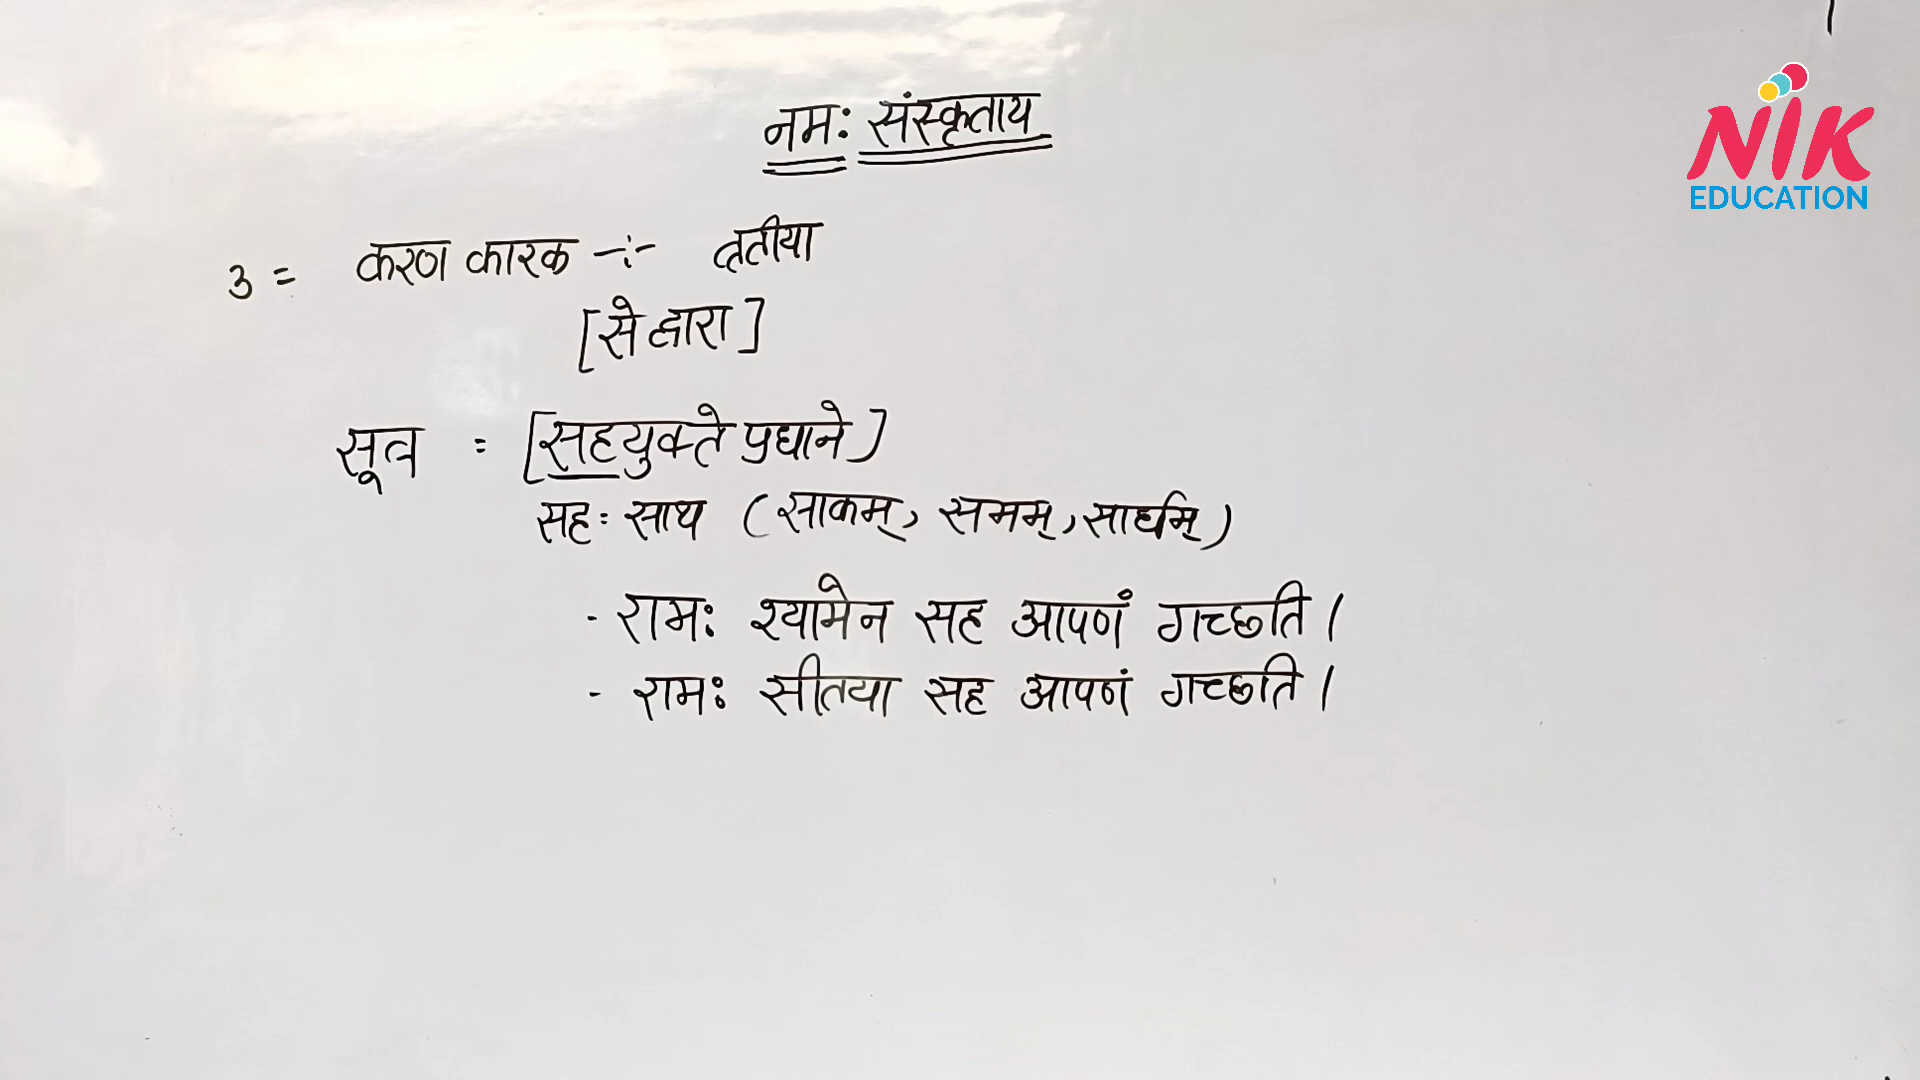 नमः संस्कृताय
NIK
EDUCATION
३ = करण कारक -:- तृतीया
[से द्वारा]
सूत्र = [सहयुक्ते प्रधाने]
सह = साथ (साकम्, समम्, सार्धम्)
- रामः श्यामेन सह आपणं गच्छति।
- रामः सीतया सह आपणं गच्छति।